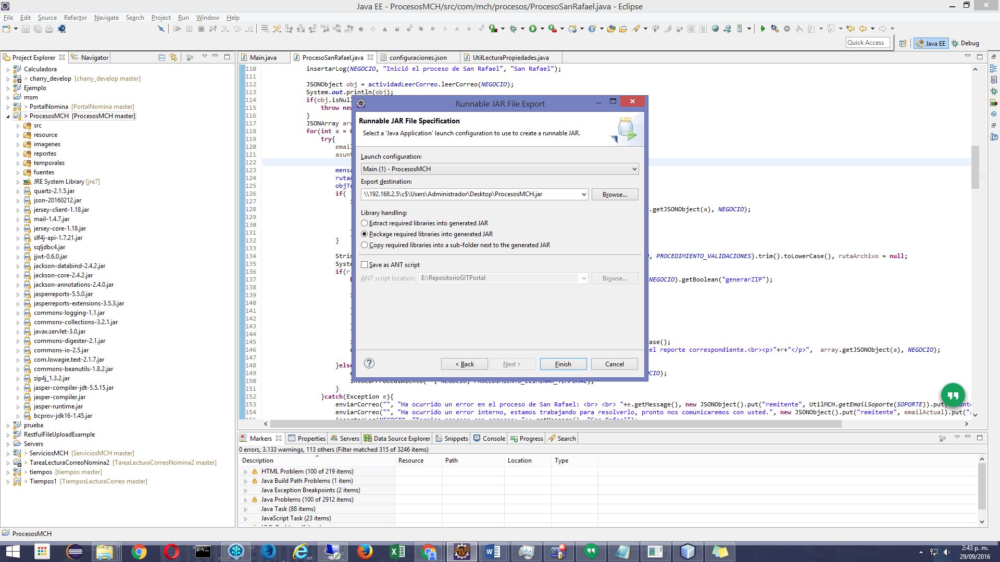 Java EE - ProcesosMCH/src/com/mch/procesos/ProcesoSanRafael.java - Eclipse
File Edit Source Refactor Navigate Search Project Run Window Help
Quick Access
Java EE
Debug
Project Explorer
Navigator
Calculadora
> charry_develop [charry_develop master]
Ejemplo
msm
> PortalNomina [PortalNomina master]
> ProcesosMCH [ProcesosMCH master]
src
resource
imagenes
reportes
temporales
fuentes
JRE System Library [jre7]
quartz-2.1.5.jar
json-20160212.jar
jersey-client-1.18.jar
mail-1.4.7.jar
jersey-core-1.18.jar
slf4j-api-1.7.21.jar
sqljdbc4.jar
jjwt-0.6.0.jar
jackson-databind-2.4.2.jar
jackson-core-2.4.2.jar
jackson-annotations-2.4.0.jar
jasperreports-5.5.0.jar
jasperreports-extensions-3.5.3.jar
commons-logging-1.1.jar
commons-collections-3.2.1.jar
javax.servlet-3.0.jar
commons-digester-2.1.jar
commons-io-2.5.jar
com.lowagie.text-2.1.7.jar
commons-beanutils-1.8.2.jar
zip4j_1.3.2.jar
jasper-compiler-jdt-5.5.15.jar
jasper-compiler.jar
jasper-runtime.jar
bcprov-jdk16-1.45.jar
prueba
RestfulFileUploadExample
Servers
> ServiciosMCH [ServiciosMCH master]
> TareaLecturaCorreoNomina2 [TareaLecturaCorreoNomina2 master]
> tiempos [tiempos master]
> Tiempos1 [TiemposLecturaCorreo master]
Main.java
ProcesoSanRafael.java
configuraciones.json
UtilLecturaPropiedades.java
110 insertarLog(NEGOCIO, "Inició el proceso de San Rafael", "San Rafael");
111
112 JSONObject obj = actividadLeerCorreo.leerCorreo(NEGOCIO);
113 System.out.println(obj);
114 if(obj.isNul
115 throw new
116 }
117 JSONArray arr
118 for(int a = 0
119 try{
120 email
121 asunt
122
123 mensa
124 rutaA
125 objTe
126 if(
127
128 .getJSONObject(a), NEGOCIO);
129
130
131
132 }
133
134 Strin , PROCEDIMIENTO_VALIDACIONES).trim().toLowerCase(), rutaArchivo = null;
135 Syste
136 if(r.
137 NEGOCIO).getBoolean("generarZIP");
138
139
140
141
142
143
144
145 ase();
146 el reporte correspondiente.<br><p>"+r+"</p>", array.getJSONObject(a), NEGOCIO);
147
148 }else
149 CIO);
150 invocarProcedimiento("", NEGOCIO, PROCEDIMIENTO_ELIMINAR_TEMPORAL);
151 }
152 }catch(Exception e){
153 enviarCorreo("", "Ha ocurrido un error en el proceso de San Rafael: <br> <br> "+e.getMessage(), new JSONObject().put("remitente", UtilMCH.getEmailSoporte(SOPORTE)).put(
154 enviarCorreo("", "Ha ocurrido un error interno, estamos trabajando para resolverlo, pronto nos comunicaremos con usted.", new JSONObject().put("remitente", emailActual).put("a
Runnable JAR File Export
Runnable JAR File Specification
Select a 'Java Application' launch configuration to use to create a runnable JAR.
Launch configuration:
Main (1) - ProcesosMCH
Export destination:
\\192.168.2.5\c$\Users\Administrador\Desktop\ProcesosMCH.jar
Browse...
Library handling:
Extract required libraries into generated JAR
Package required libraries into generated JAR
Copy required libraries into a sub-folder next to the generated JAR
Save as ANT script
ANT script location:
E:\RepositorioGITPortal
Browse...
?
< Back
Next >
Finish
Cancel
Markers
Properties
Servers
Data Source Explorer
Snippets
Console
Progress
Search
0 errors, 3.133 warnings, 113 others (Filter matched 315 of 3246 items)
Description Resource Path Location Type
HTML Problem (100 of 219 items)
Java Build Path Problems (1 item)
Java Exception Breakpoints (2 items)
Java Problems (100 of 2912 items)
Java Task (88 items)
JavaScript Task (23 items)
ProcesosMCH
2:43 p. m.
29/09/2016